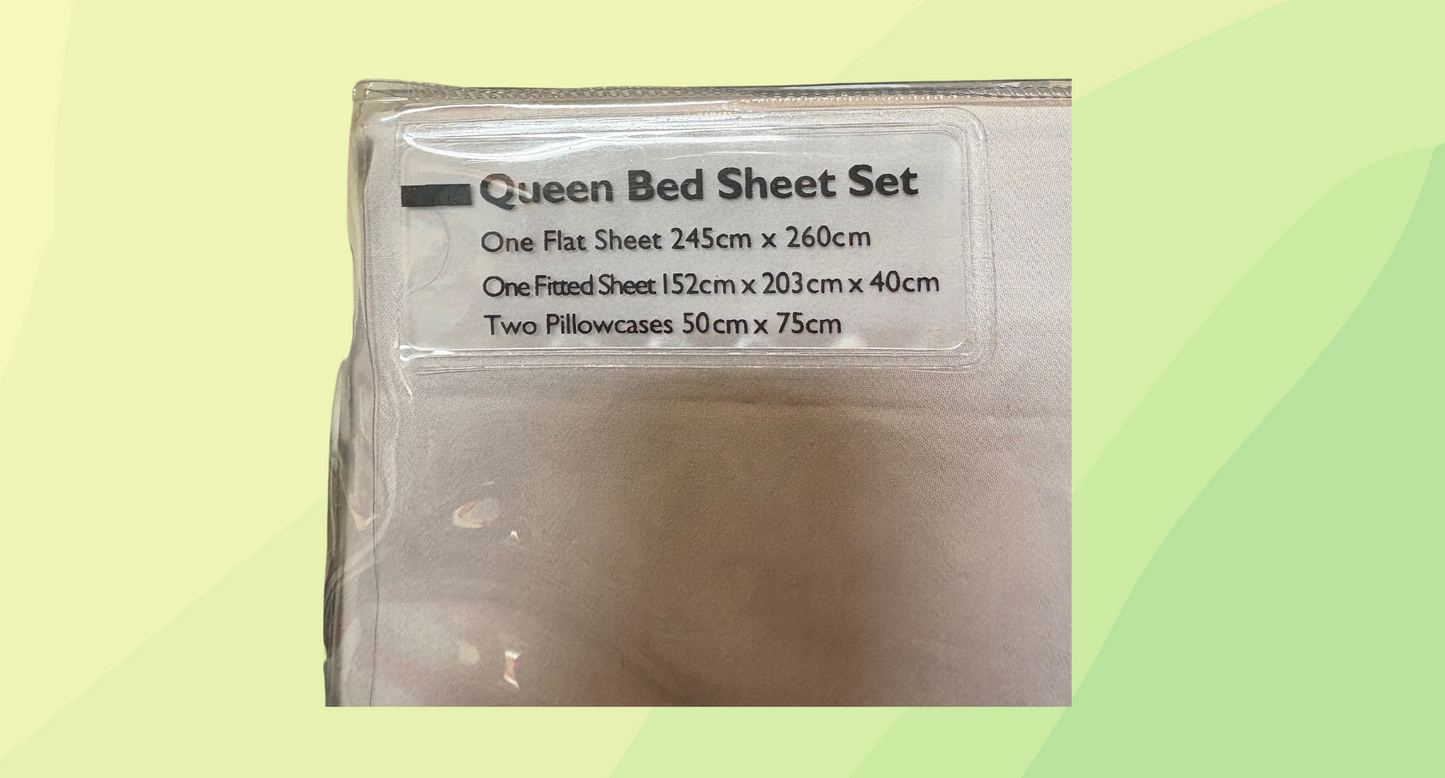 Queen Bed Sheet Set
One Flat Sheet 245cm x 260cm
One Fitted Sheet 152cm x 203cm x 40cm
Two Pillowcases 50cm x 75cm